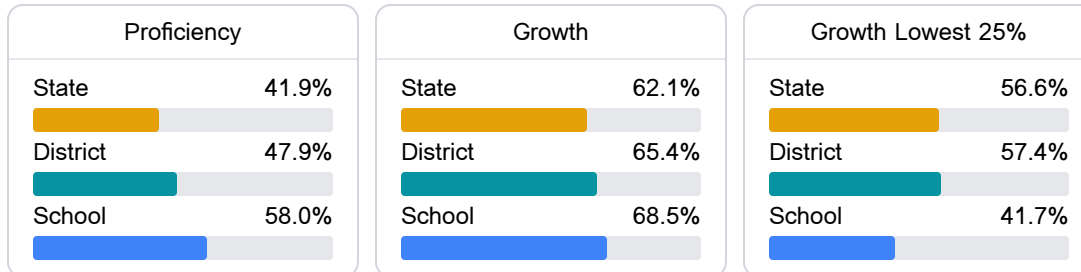 Proficiency
State 41.9%
District 47.9%
School 58.0%
Growth
State 62.1%
District 65.4%
School 68.5%
Growth Lowest 25%
State 56.6%
District 57.4%
School 41.7%